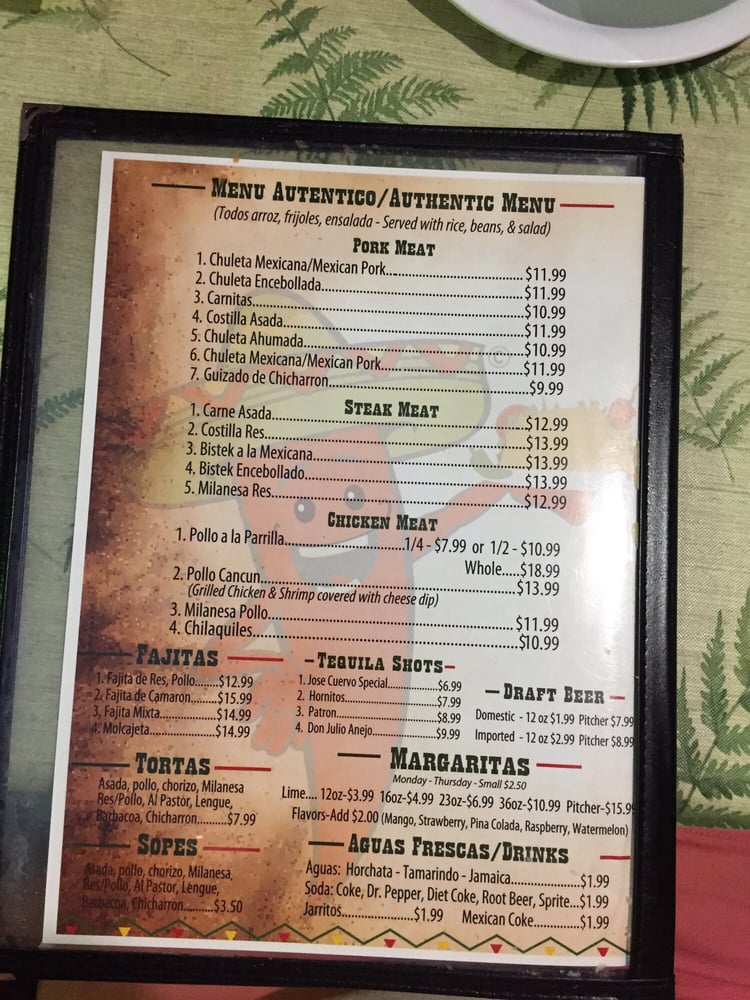 MENU AUTENTICO/AUTHENTIC MENU
(Todos arroz, frijoles, ensalada - Served with rice, beans, & salad)
PORK MEAT
1. Chuleta Mexicana/Mexican Pork.......$11.99
2. Chuleta Encebollada.......$11.99
3. Carnitas.......$10.99
4. Costilla Asada.......$11.99
5. Chuleta Ahumada.......$10.99
6. Chuleta Mexicana/Mexican Pork.......$11.99
7. Guizado de Chicharron.......$9.99
STEAK MEAT
1. Carne Asada.......$12.99
2. Costilla Res.......$13.99
3. Bistek a la Mexicana.......$13.99
4. Bistek Encebollado.......$13.99
5. Milanesa Res.......$12.99
CHICKEN MEAT
1. Pollo a la Parrilla.......1/4 - $7.99 or 1/2 - $10.99
Whole....$18.99
2. Pollo Cancun.......$13.99
(Grilled Chicken & Shrimp covered with cheese dip)
3. Milanesa Pollo.......$11.99
4. Chilaquiles.......$10.99
FAJITAS
1. Fajita de Res, Pollo.......$12.99
2. Fajita de Camaron.......$15.99
3. Fajita Mixta.......$14.99
4. Molcajeta.......$14.99
-TEQUILA SHOTS-
1. Jose Cuervo Special.......$6.99
2. Hornitos.......$7.99
3. Patron.......$8.99
4. Don Julio Anejo.......$9.99
DRAFT BEER
Domestic - 12 oz $1.99 Pitcher $7.99
Imported - 12 oz $2.99 Pitcher $8.99
TORTAS
Asada, pollo, chorizo, Milanesa
Res/Pollo, Al Pastor, Lengue,
Barbacoa, Chicharron.......$7.99
MARGARITAS
Monday - Thursday - Small $2.50
Lime.... 12oz-$3.99 16oz-$4.99 23oz-$6.99 36oz-$10.99 Pitcher-$15.9
Flavors-Add $2.00 (Mango, Strawberry, Pina Colada, Raspberry, Watermelon)
SOPES
Asada, pollo, chorizo, Milanesa,
Res/Pollo, Al Pastor, Lengue,
Barbacoa, Chicharron.......$3.50
AGUAS FRESCAS/DRINKS
Aguas: Horchata - Tamarindo - Jamaica.......$1.99
Soda: Coke, Dr. Pepper, Diet Coke, Root Beer, Sprite...$1.99
Jarritos.......$1.99 Mexican Coke.......$1.99